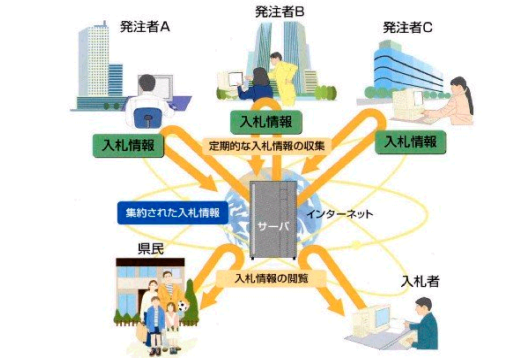 発注者A
発注者B
発注者C
入札情報
入札情報
入札情報
定期的な入札情報の収集
集約された入札情報
サーバ
インターネット
県民
入札情報の閲覧
入札者